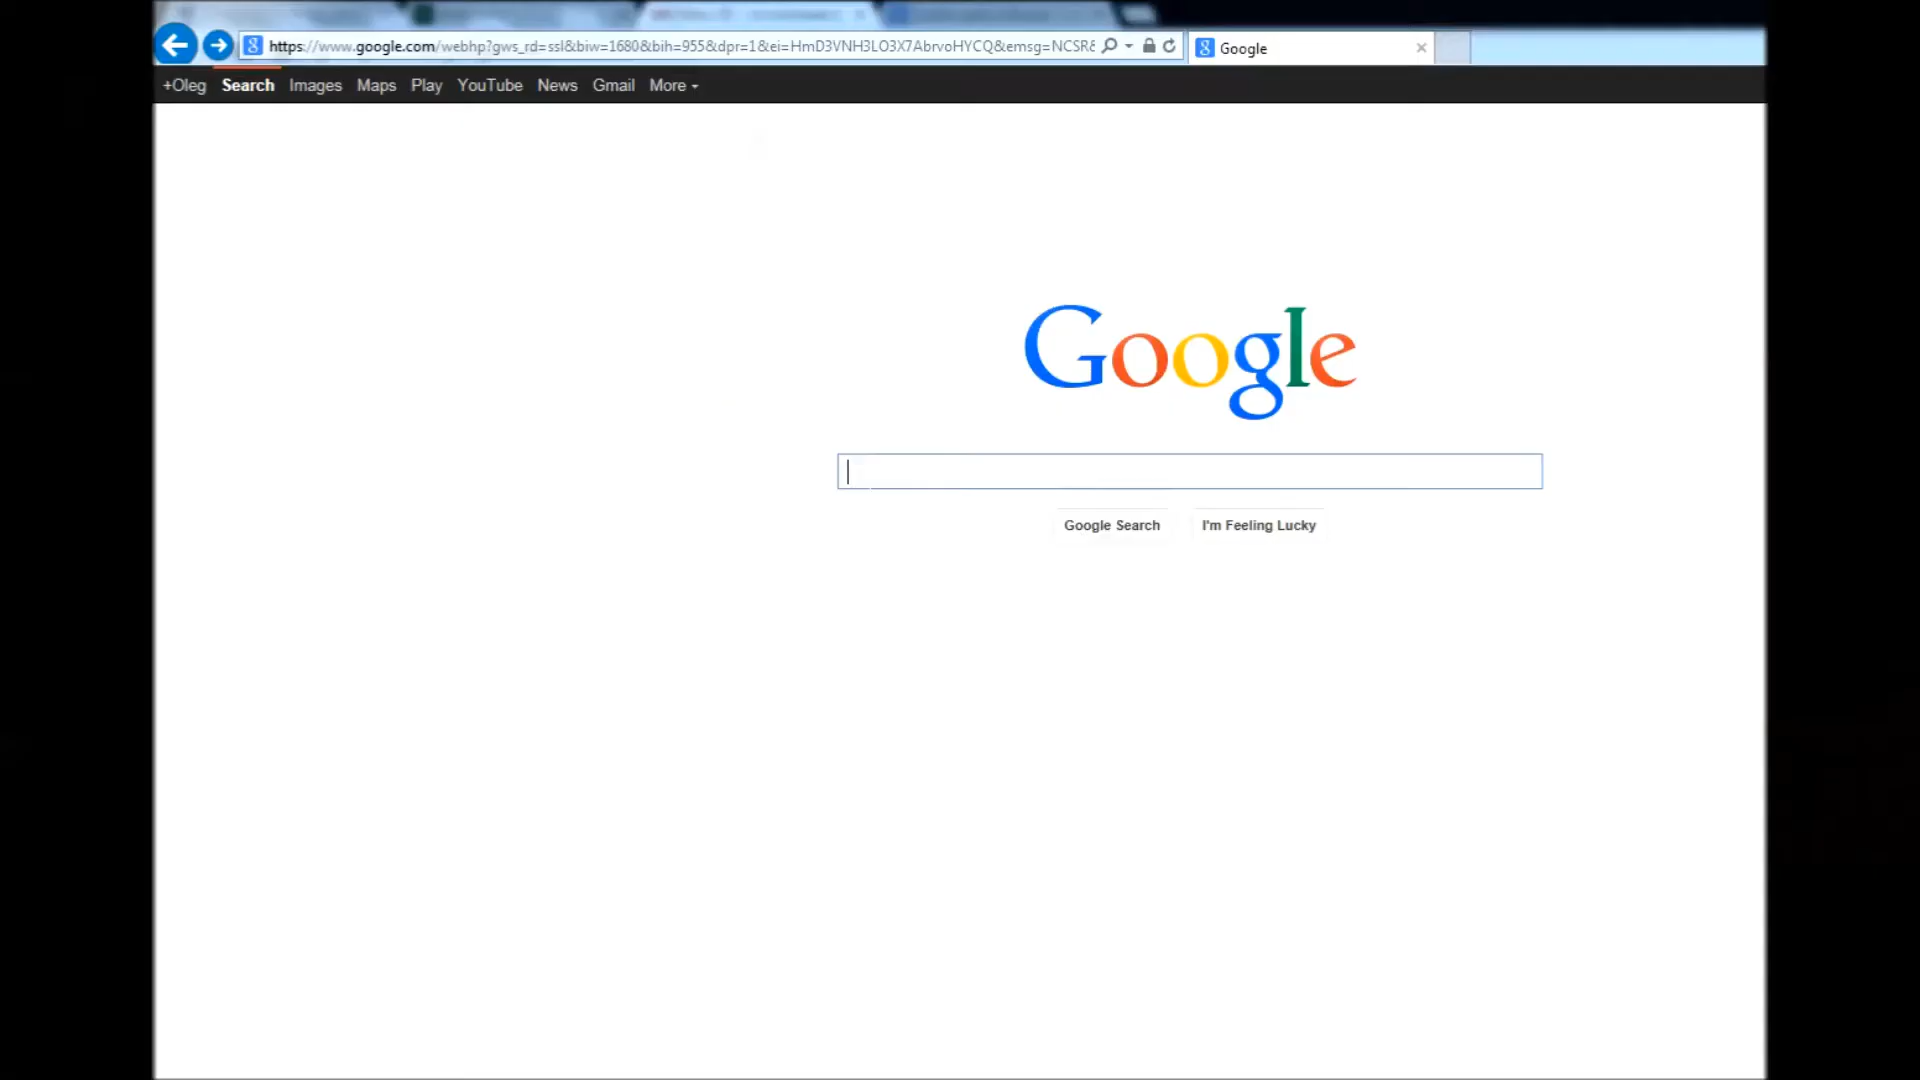 https://www.google.com/webhp?gws_rd=ssl&biw=1680&bih=955&dpr=1&ei=HmD3VNH3LO3X7AbrvoHYCQ&emsg=NCSR&
Google
+Oleg Search Images Maps Play YouTube News Gmail More
Google
Google Search I'm Feeling Lucky